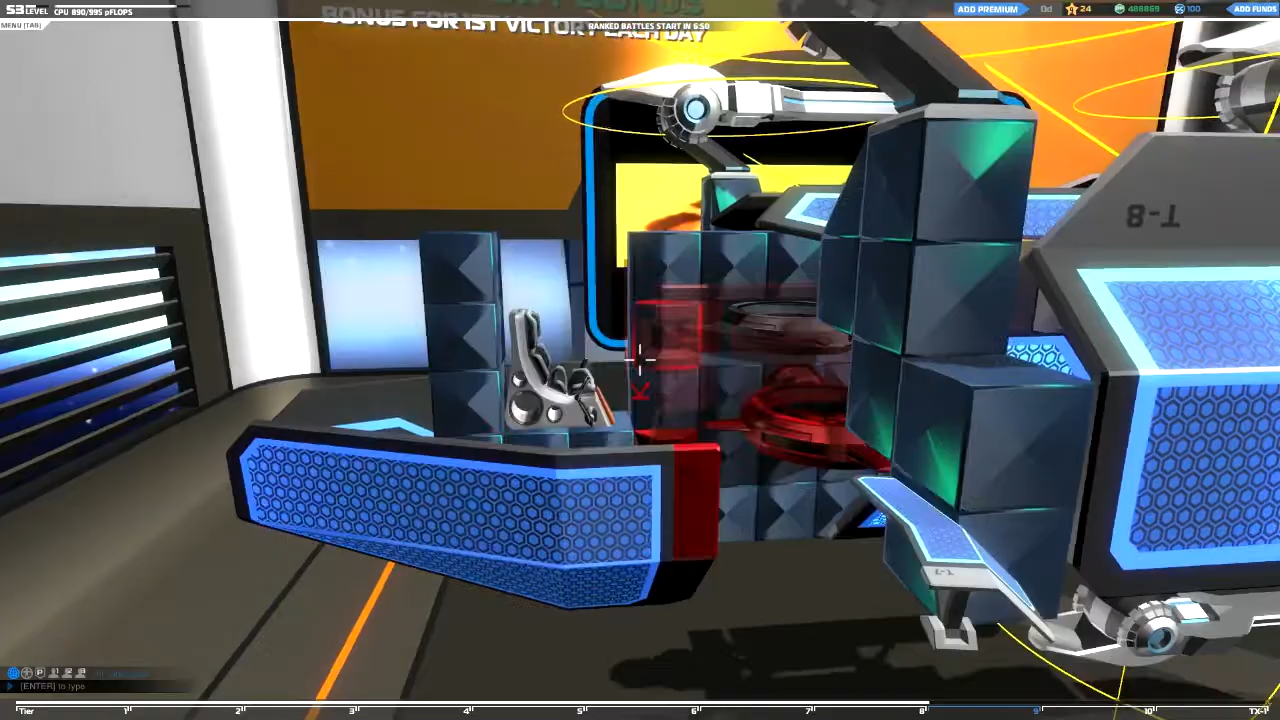 53 LEVEL CPU 890/995 pFLOPS
ADD PREMIUM 0d 24 488869 100 ADD FUNDS
MENU [TAB]
BONUS FOR 1ST VICTORY EACH DAY
RANKED BATTLES START IN 6:50
T-8
[ENTER] to type
Tier 1 2 3 4 5 6 7 8 9 10 TX-1